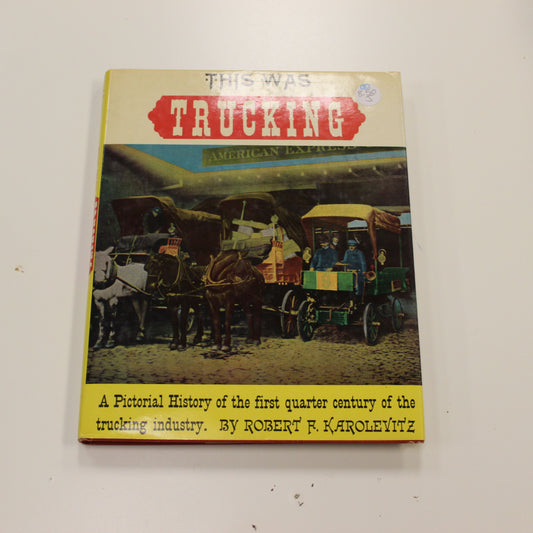 THIS WAS
TRUCKING
AMERICAN EXPRESS
A Pictorial History of the first quarter century of the
trucking industry. BY ROBERT F. KAROLEVITZ